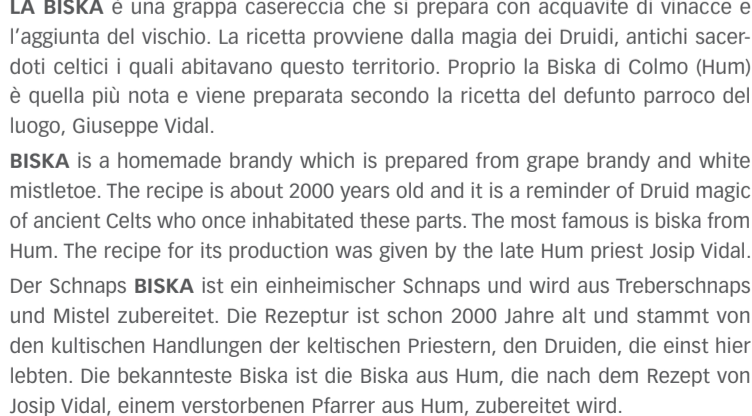 LA BISKA è una grappa casereccia che si prepara con acquavite di vinacce e
l’aggiunta del vischio. La ricetta provviene dalla magia dei Druidi, antichi sacer-
doti celtici i quali abitavano questo territorio. Proprio la Biska di Colmo (Hum)
è quella più nota e viene preparata secondo la ricetta del defunto parroco del
luogo, Giuseppe Vidal.
BISKA is a homemade brandy which is prepared from grape brandy and white
mistletoe. The recipe is about 2000 years old and it is a reminder of Druid magic
of ancient Celts who once inhabitated these parts. The most famous is biska from
Hum. The recipe for its production was given by the late Hum priest Josip Vidal.
Der Schnaps BISKA ist ein einheimischer Schnaps und wird aus Treberschnaps
und Mistel zubereitet. Die Rezeptur ist schon 2000 Jahre alt und stammt von
den kultischen Handlungen der keltischen Priestern, den Druiden, die einst hier
lebten. Die bekannteste Biska ist die Biska aus Hum, die nach dem Rezept von
Josip Vidal, einem verstorbenen Pfarrer aus Hum, zubereitet wird.